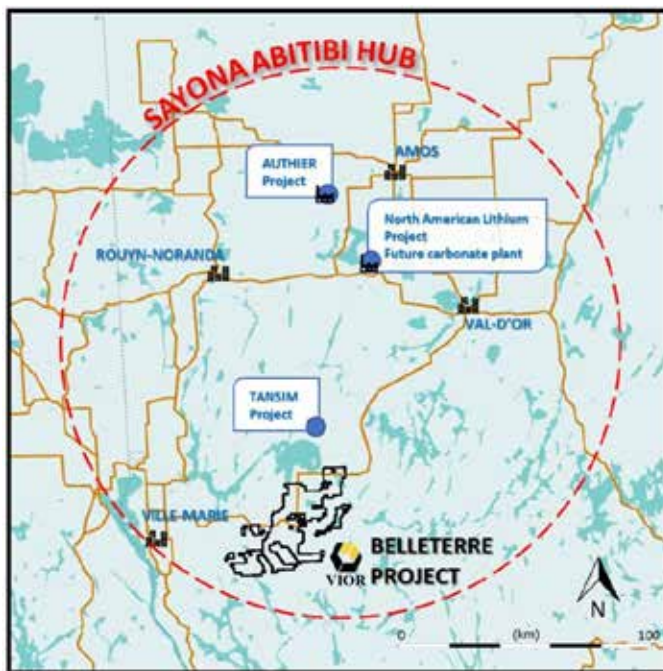 SAYONA ABITIBI HUB
AMOS
AUTHIER
Project
North American Lithium
Project
Future carbonate plant
ROUYN-NORANDA
VAL-D'OR
TANSIM
Project
VILLE-MARIE
BELLETERRE
PROJECT
VIOR
N
0 (km) 100